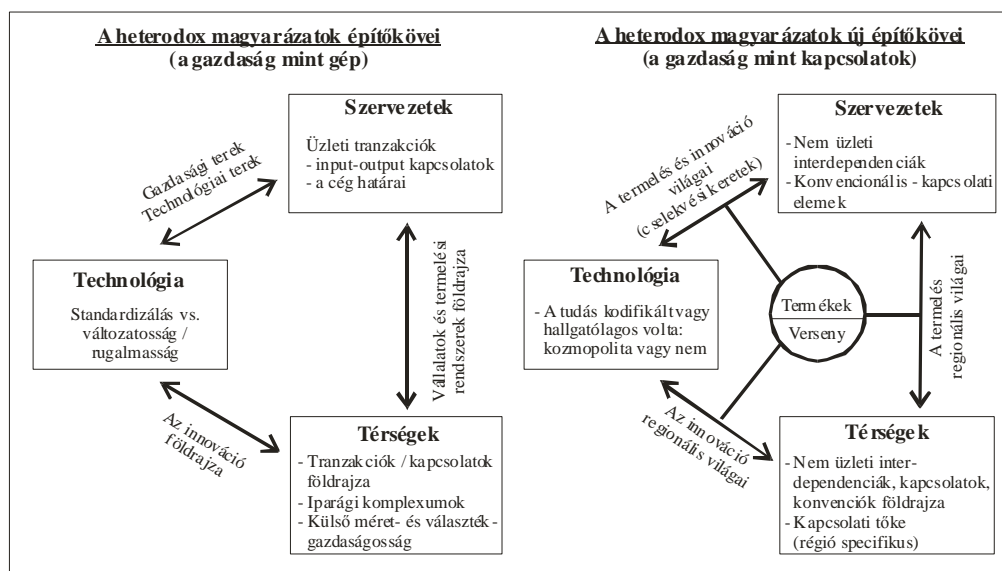 A heterodox magyarázatok építőkövei
(a gazdaság mint gép)
Szervezetek
Üzleti tranzakciók
- input-output kapcsolatok
- a cég határai
Gazdasági terek
Technológiai terek
Technológia
Standardizálás vs.
változatosság /
rugalmasság
Vállalatok és termelési
rendszerek földrajza
Az innováció
földrajza
Térségek
- Tranzakciók / kapcsolatok
földrajza
- Iparági komplexumok
- Külső méret- és választék -
gazdaságosság
A heterodox magyarázatok új építőkövei
(a gazdaság mint kapcsolatok)
Szervezetek
- Nem üzleti
interdependenciák
- Konvencionális - kapcsolati
elemek
A termelés és innováció
világai
(cselekvési keretek)
Technológia
- A tudás kodifikált vagy
hallgatólagos volta:
kozmopolita vagy nem
Termékek
Verseny
A termelés
regionális világai
Az innováció
regionális világai
Térségek
- Nem üzleti inter-
dependenciák, kapcsolatok,
konvenciók földrajza
- Kapcsolati tőke
(régió specifikus)